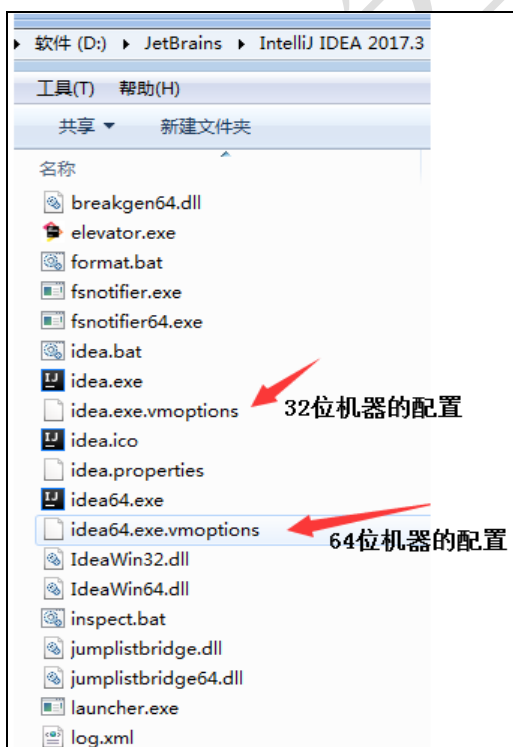 软件 (D:) ▸ JetBrains ▸ IntelliJ IDEA 2017.3
工具(T) 帮助(H)
共享 新建文件夹
名称
breakgen64.dll
elevator.exe
format.bat
fsnotifier.exe
fsnotifier64.exe
idea.bat
idea.exe
idea.exe.vmoptions 32位机器的配置
idea.ico
idea.properties
idea64.exe
idea64.exe.vmoptions 64位机器的配置
IdeaWin32.dll
IdeaWin64.dll
inspect.bat
jumplistbridge.dll
jumplistbridge64.dll
launcher.exe
log.xml